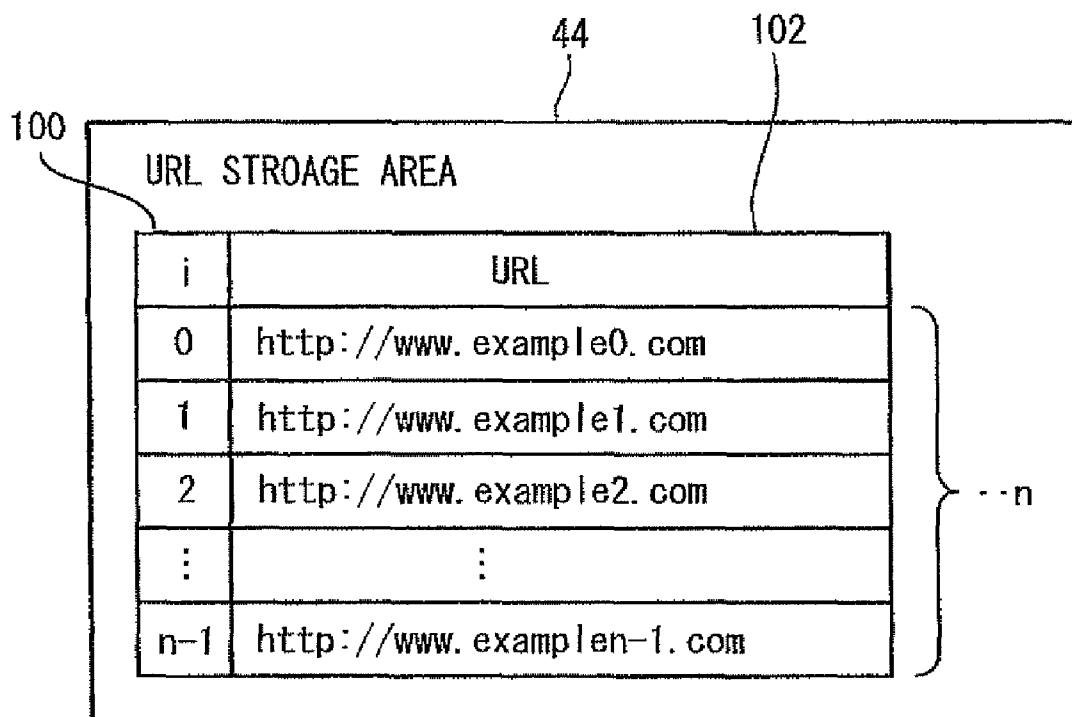 44 102
100
URL STROAGE AREA
i URL
0 http://www.example0.com
1 http://www.example1.com
2 http://www.example2.com
⋮ ⋮
··n
n-1 http://www.examplen-1.com